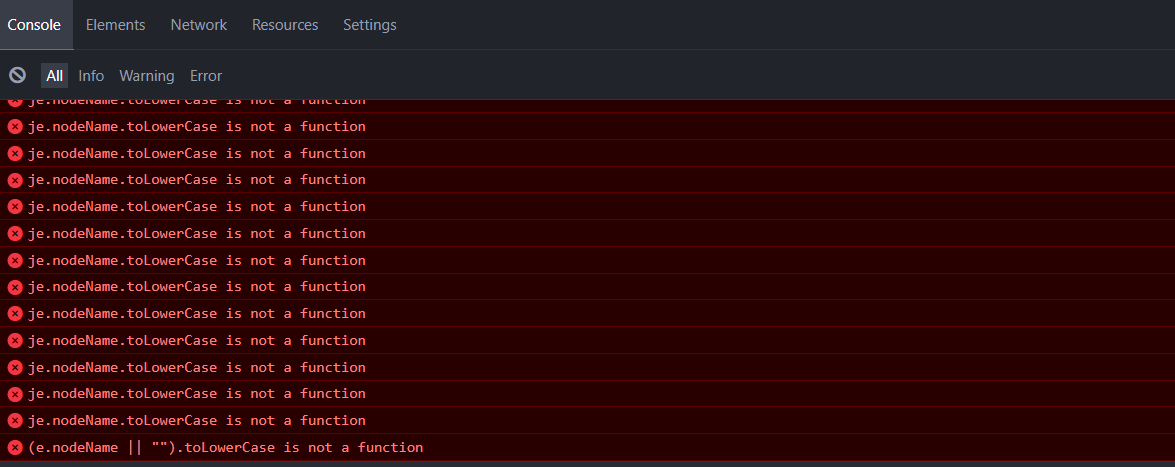 Console Elements Network Resources Settings
All Info Warning Error
je.nodeName.toLowerCase is not a function
je.nodeName.toLowerCase is not a function
je.nodeName.toLowerCase is not a function
je.nodeName.toLowerCase is not a function
je.nodeName.toLowerCase is not a function
je.nodeName.toLowerCase is not a function
je.nodeName.toLowerCase is not a function
je.nodeName.toLowerCase is not a function
je.nodeName.toLowerCase is not a function
je.nodeName.toLowerCase is not a function
je.nodeName.toLowerCase is not a function
je.nodeName.toLowerCase is not a function
je.nodeName.toLowerCase is not a function
(e.nodeName || "").toLowerCase is not a function